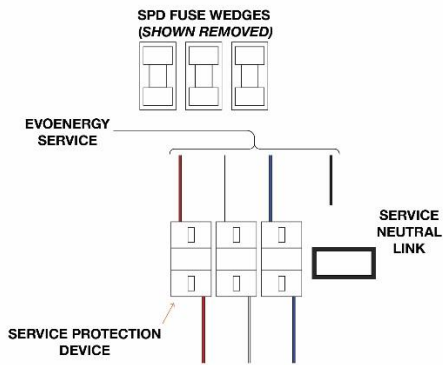 SPD FUSE WEDGES
(SHOWN REMOVED)
EVOENERGY
SERVICE
SERVICE
NEUTRAL
LINK
SERVICE PROTECTION
DEVICE